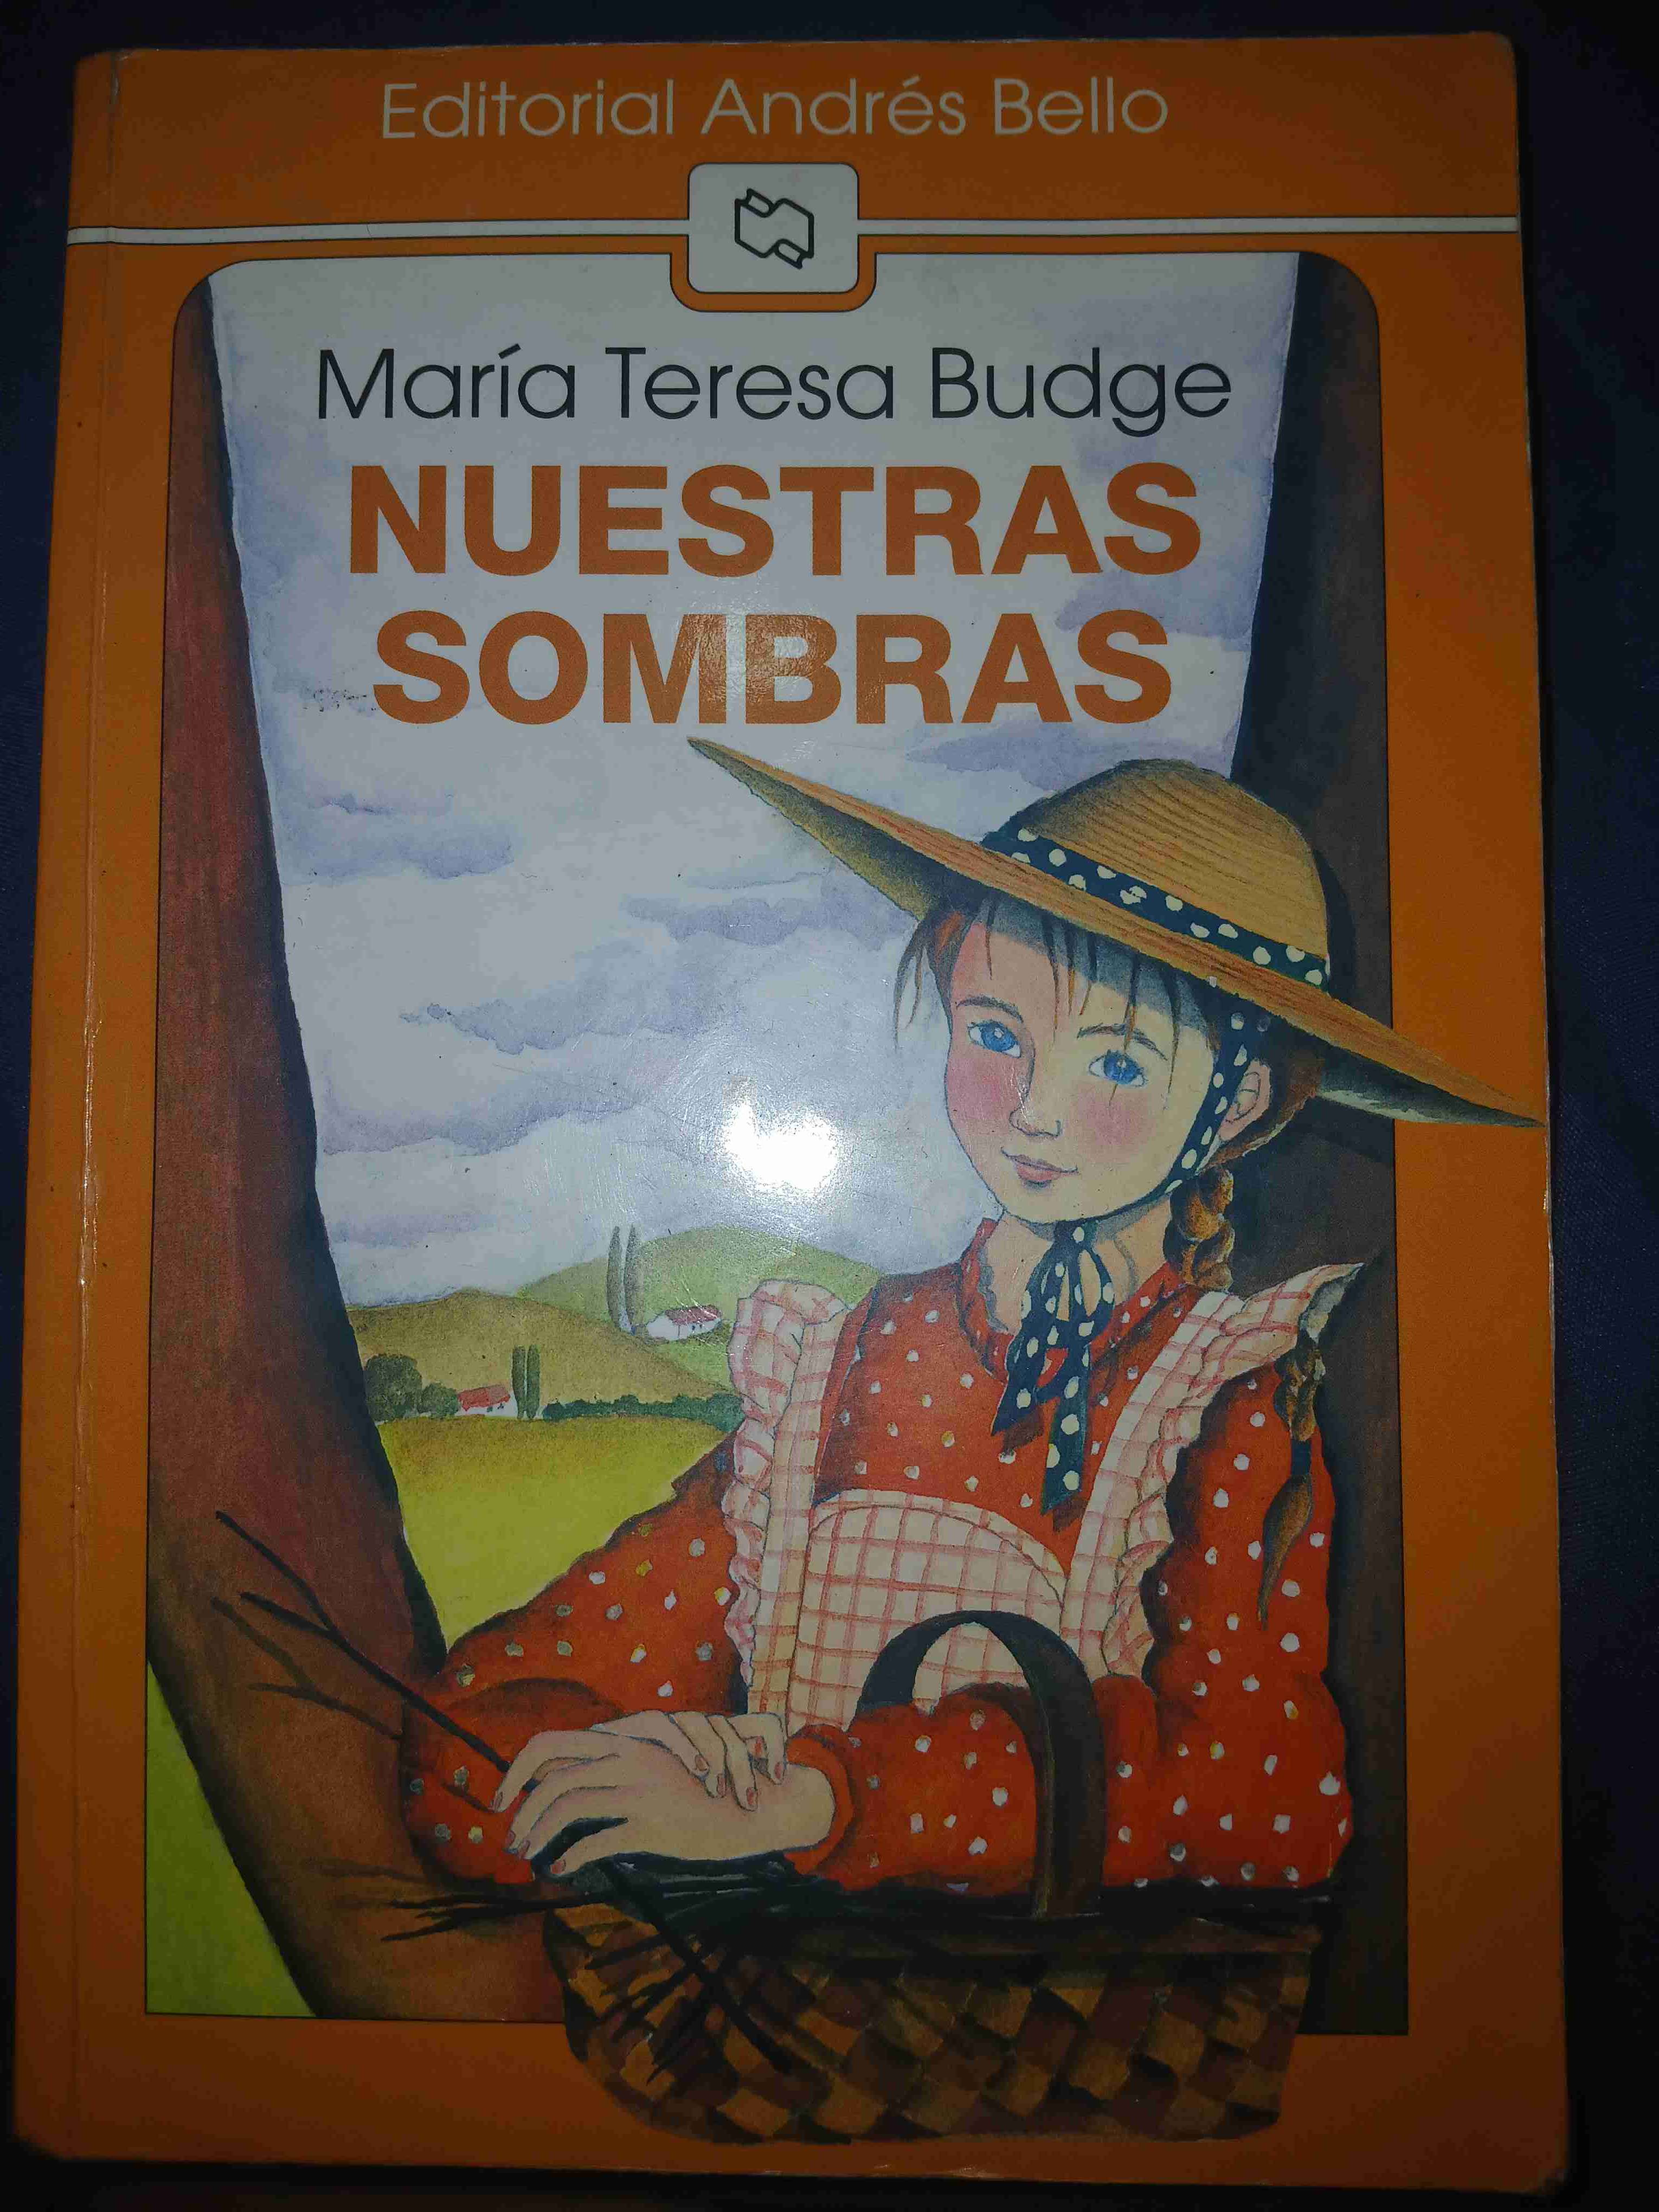 Editorial Andrés Bello
María Teresa Budge
NUESTRAS
SOMBRAS